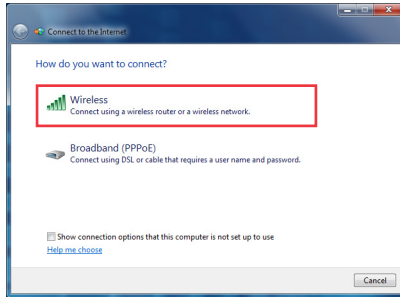 Connect to the Internet
How do you want to connect?
Wireless
Connect using a wireless router or a wireless network.
Broadband (PPPoE)
Connect using DSL or cable that requires a user name and password.
Show connection options that this computer is not set up to use
Help me choose
Cancel